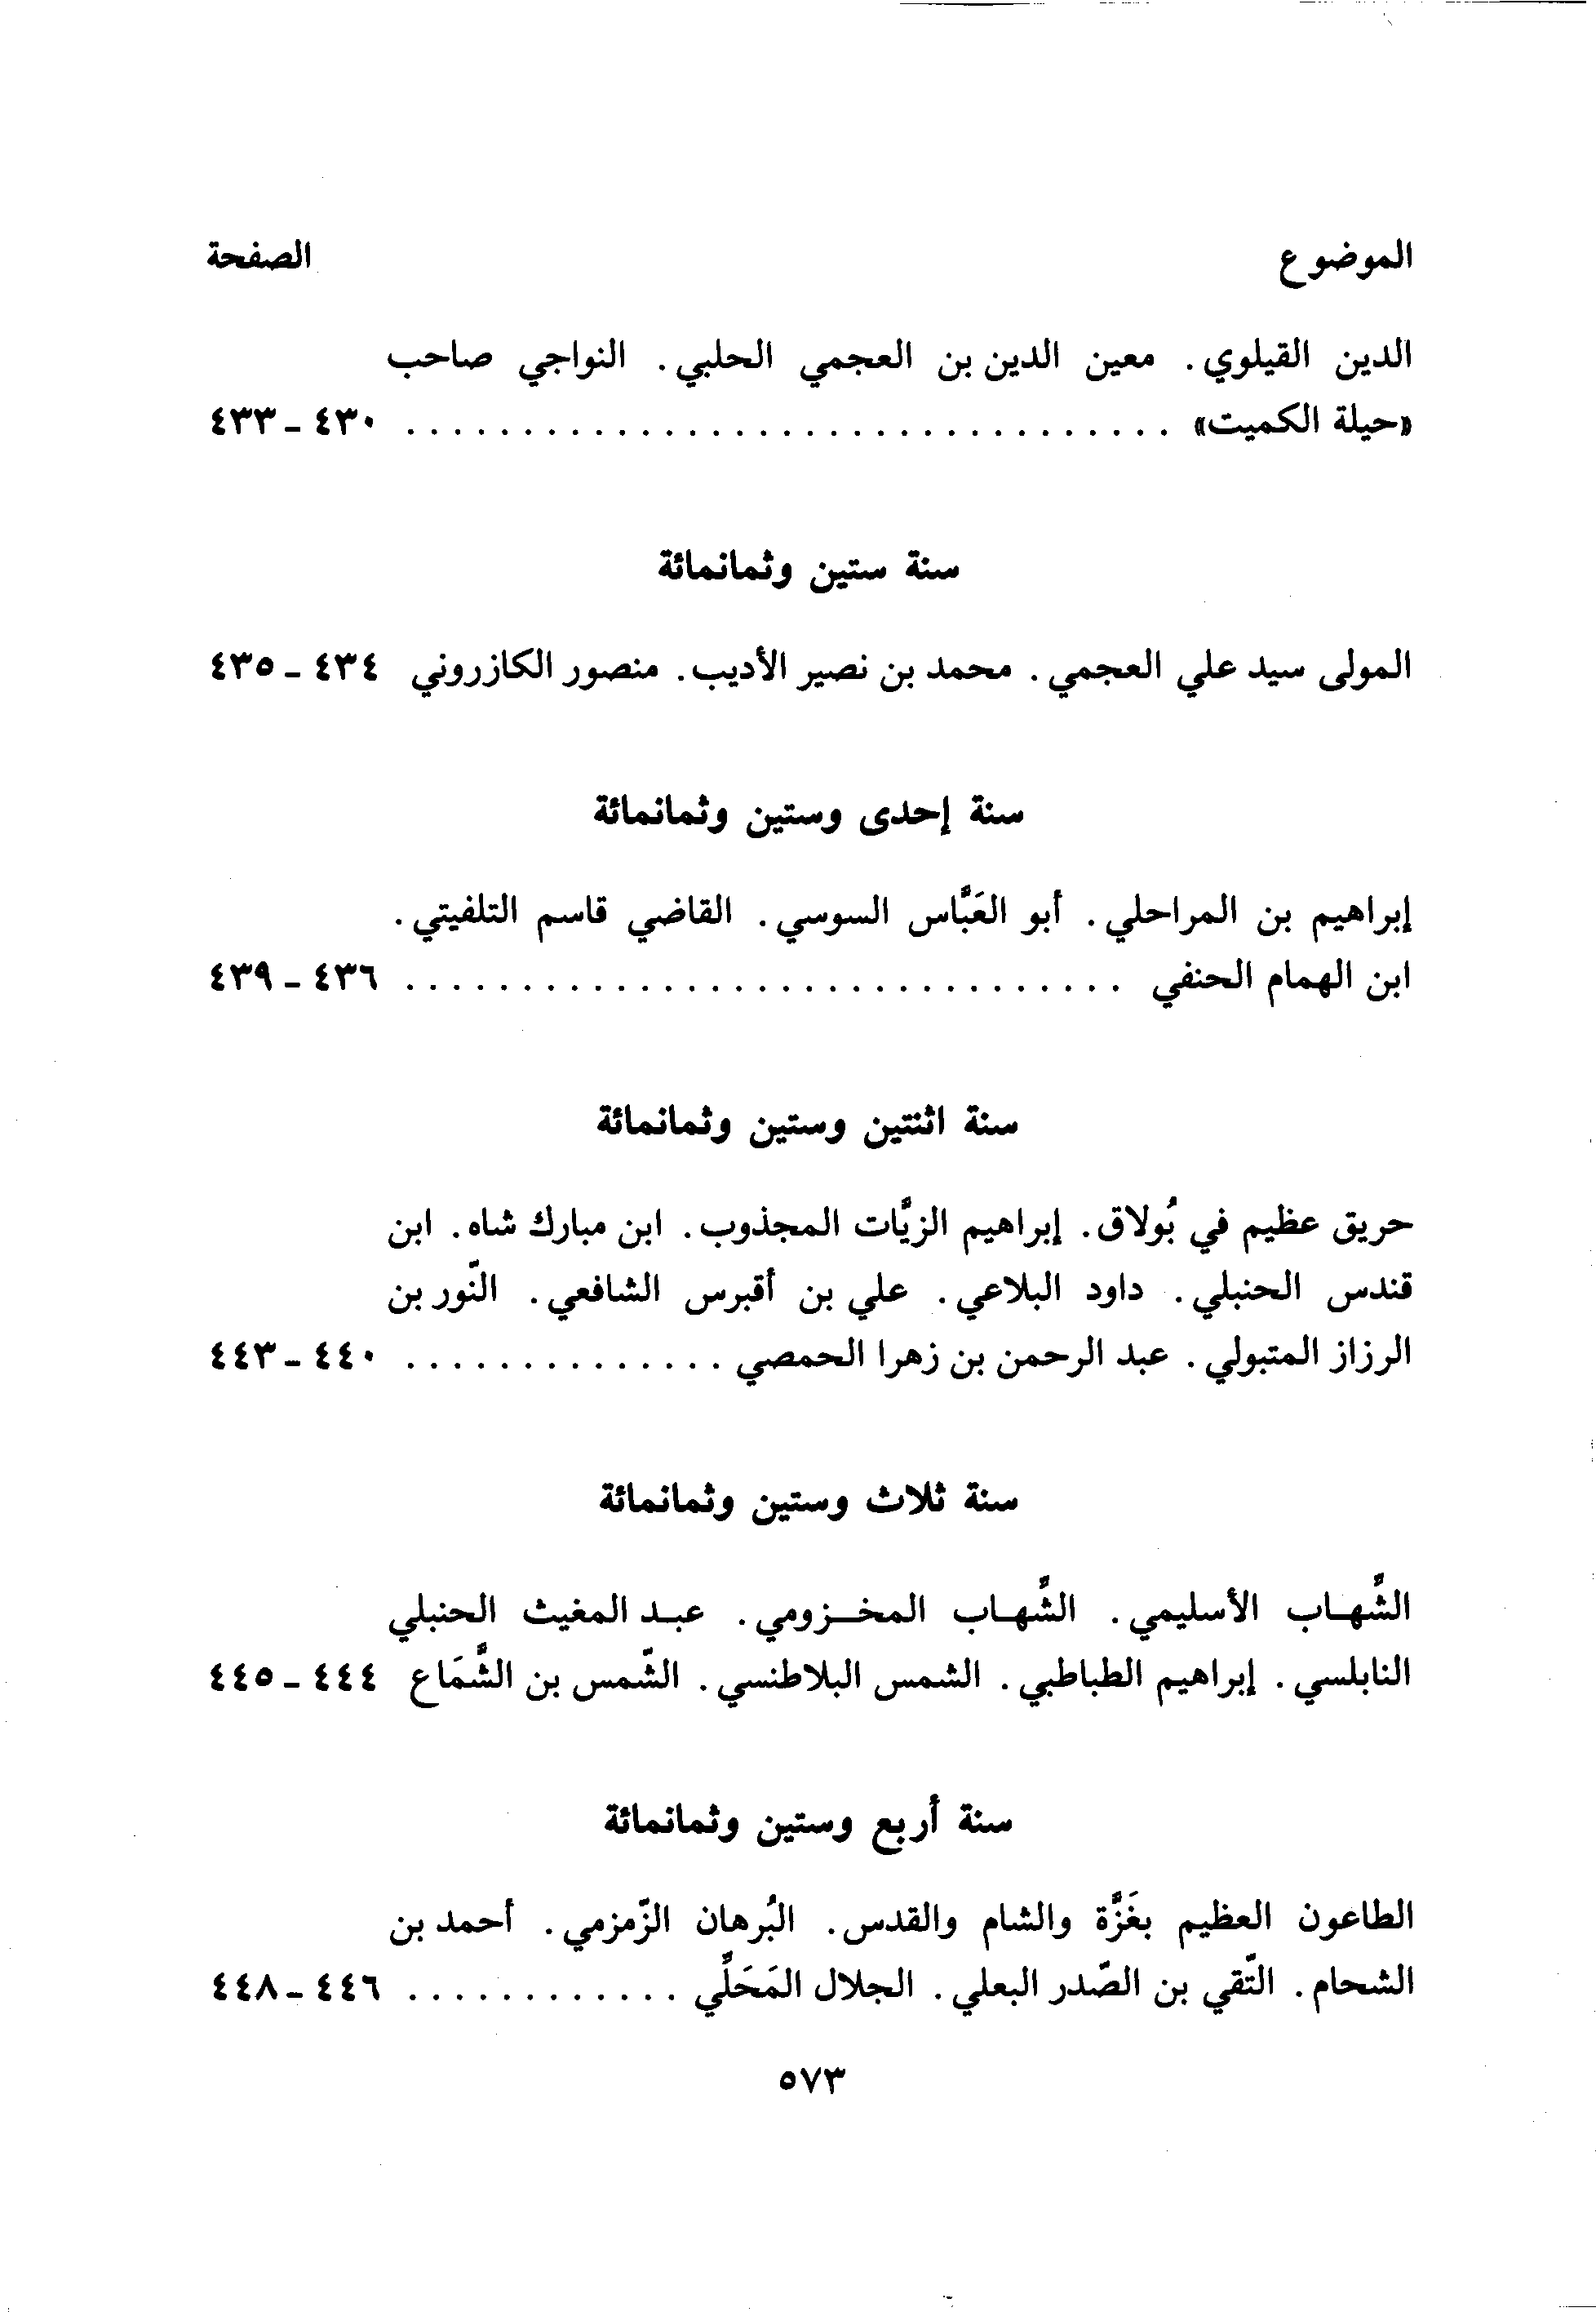 الموضوع الصفحة
الدين القيلوي. معين الدين بن العجمي الحلبي. النواجي صاحب
«حيلة الكميت» . . . . . . . . . . . . . . . . . . . . . . . . . . . . . . . . . ٤٣٠ - ٤٣٣
سنة ستين وثمانمائة
المولى سيد علي العجمي. محمد بن نصير الأديب. منصور الكازروني ٤٣٤ - ٤٣٥
سنة إحدى وستين وثمانمائة
إبراهيم بن المراحلي. أبو العَبَّاس السوسي. القاضي قاسم التلفيتي.
ابن الهمام الحنفي . . . . . . . . . . . . . . . . . . . . . . . . . . . . . . . ٤٣٦ - ٤٣٩
سنة اثنتين وستين وثمانمائة
حريق عظيم في بُولاق. إبراهيم الزيَّات المجذوب. ابن مبارك شاه. ابن
قندس الحنبلي. داود البلاعي. علي بن أقبرس الشافعي. النّور بن
الرزاز المتبولي. عبد الرحمن بن زهرا الحمصي . . . . . . . . . . . . . . ٤٤٠ - ٤٤٣
سنة ثلاث وستين وثمانمائة
الشِّهاب الأسليمي. الشِّهاب المخزومي. عبد المغيث الحنبلي
النابلسي. إبراهيم الطباطبي. الشمس البلاطنسي. الشّمس بن الشَّمَاع ٤٤٤ - ٤٤٥
سنة أربع وستين وثمانمائة
الطاعون العظيم بغَزَّة والشام والقدس. البُرهان الزّمزمي. أحمد بن
الشحام. التّقي بن الصّدر البعلي. الجلال المَحَلِّي . . . . . . . . . . . . ٤٤٦ - ٤٤٨
٥٧٣